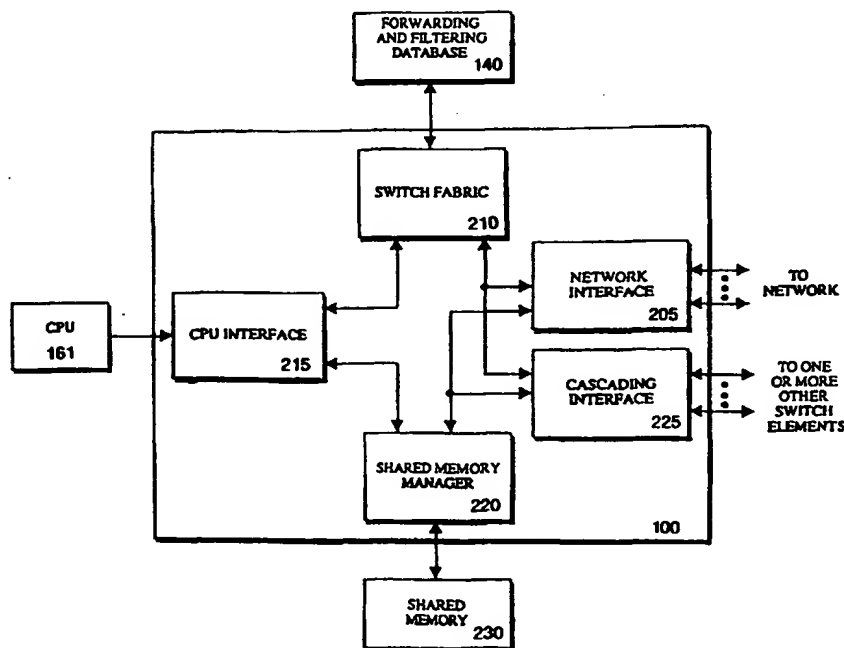 FORWARDING
AND FILTERING
DATABASE
140
SWITCH FABRIC
210
NETWORK
INTERFACE
205
TO
NETWORK
CPU
161
CPU INTERFACE
215
CASCADING
INTERFACE
225
TO ONE
OR MORE
OTHER
SWITCH
ELEMENTS
SHARED MEMORY
MANAGER
220
100
SHARED
MEMORY
230